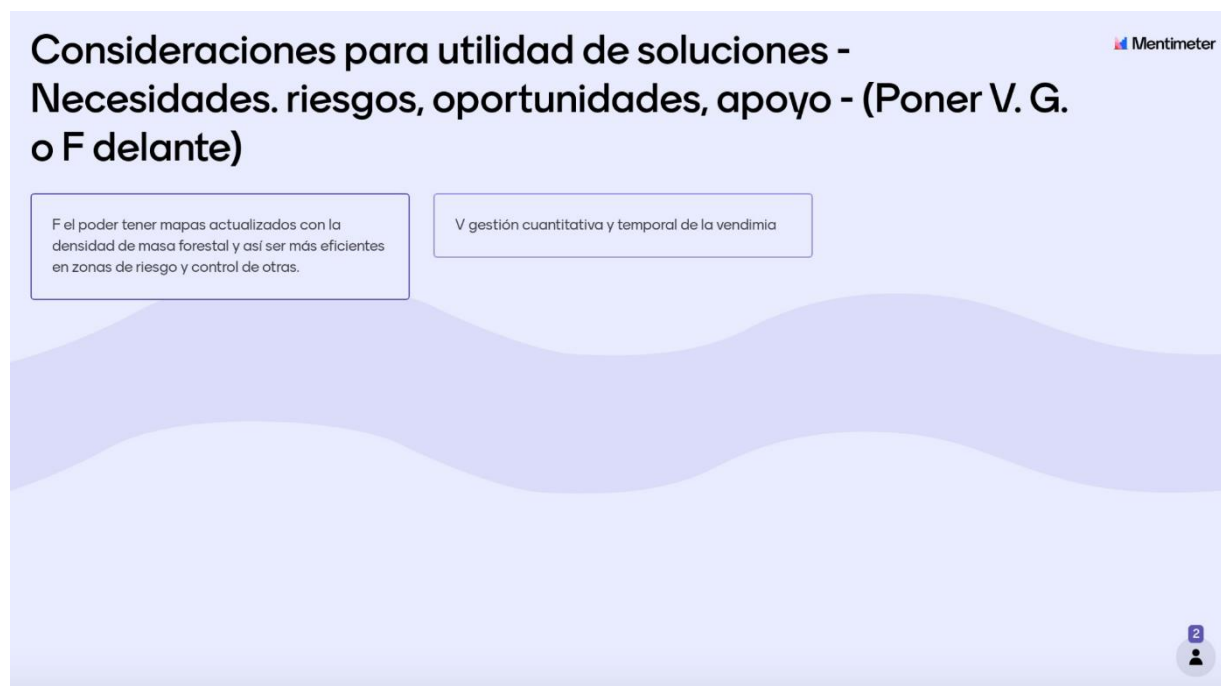 Consideraciones para utilidad de soluciones -
Necesidades. riesgos, oportunidades, apoyo - (Poner V. G.
o F delante)
Mentimeter
F el poder tener mapas actualizados con la
densidad de masa forestal y así ser más eficientes
en zonas de riesgo y control de otras.
V gestión cuantitativa y temporal de la vendimia
2